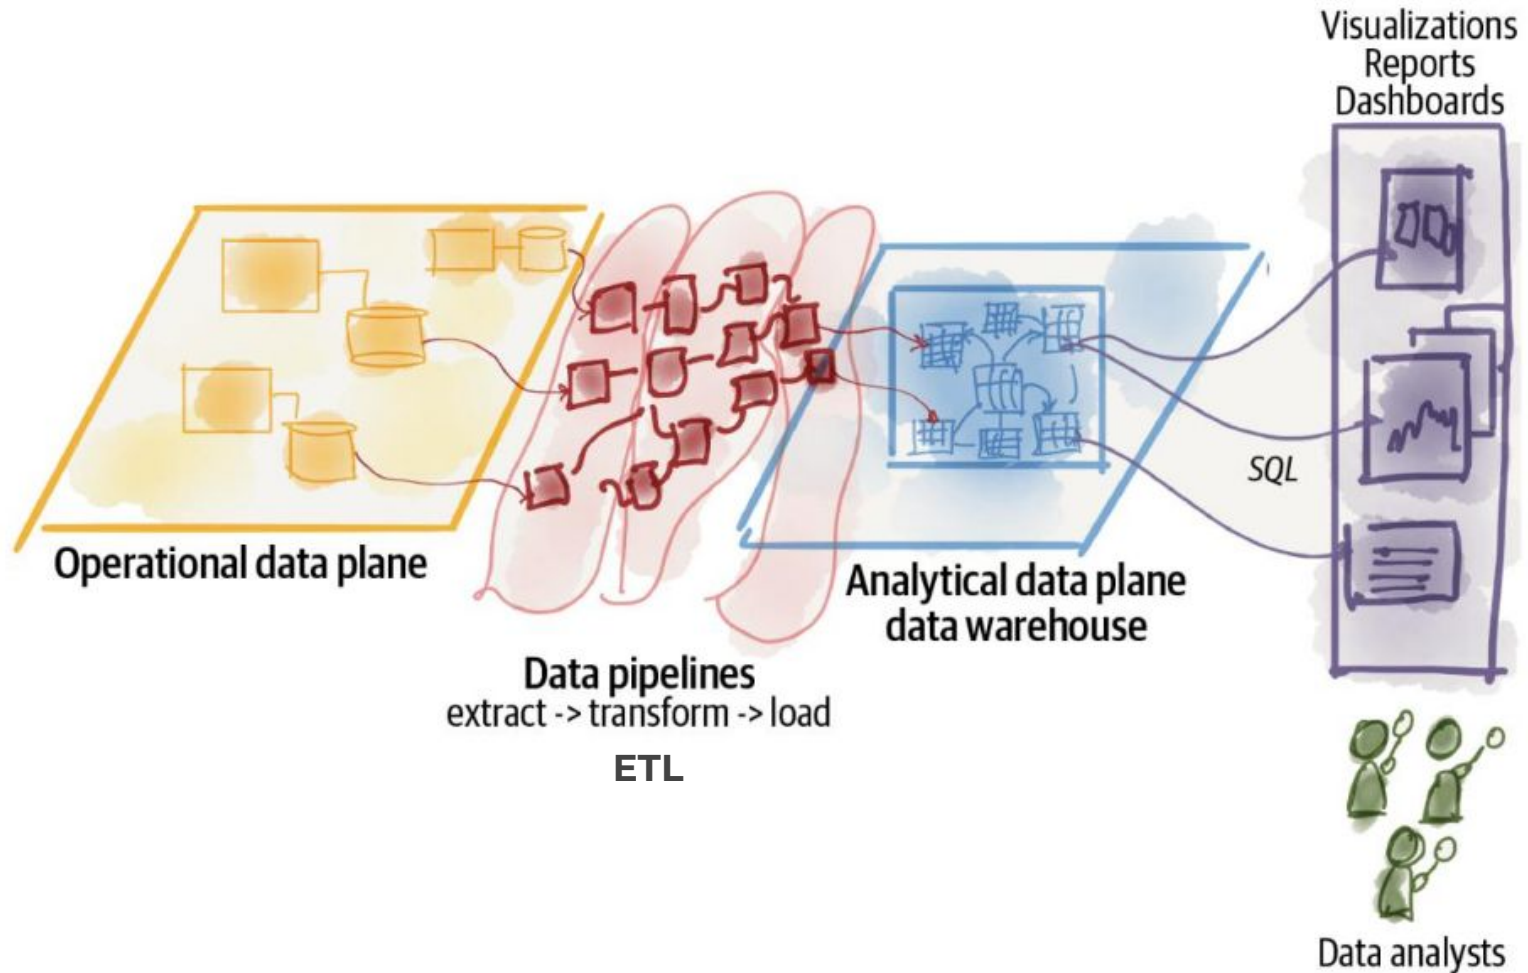 Visualizations
Reports
Dashboards
SQL
Operational data plane
Analytical data plane
data warehouse
Data pipelines
extract -> transform -> load
ETL
Data analysts